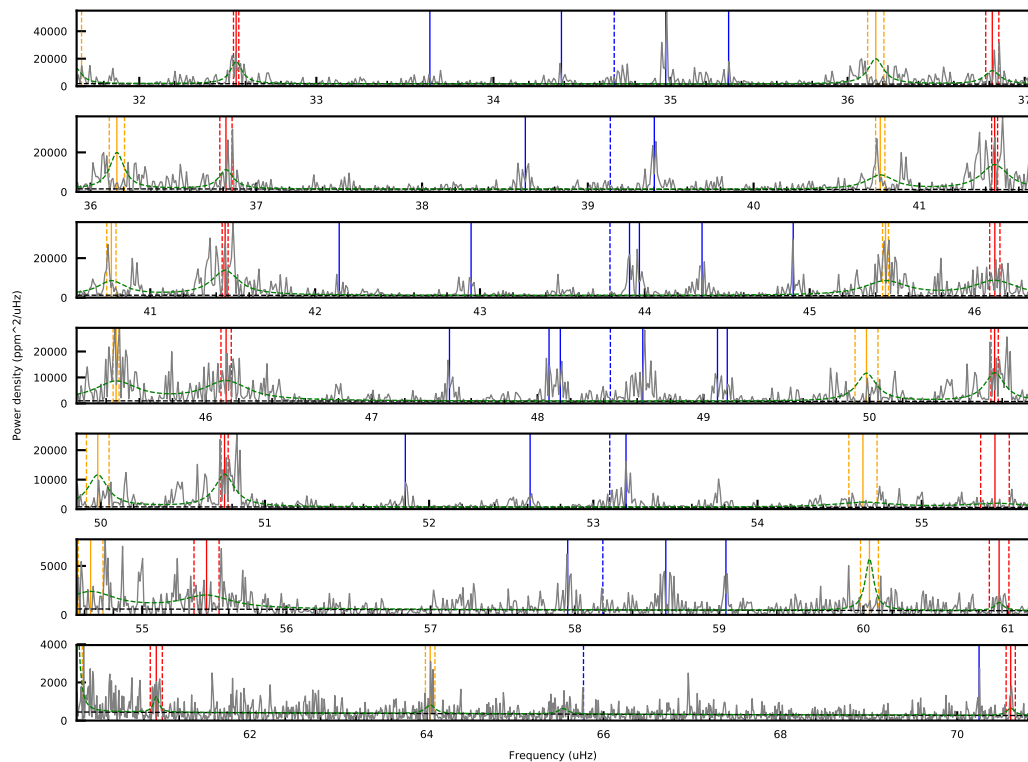 40000
20000
0
32 33 34 35 36 37
20000
0
36 37 38 39 40 41
20000
0
41 42 43 44 45 46
20000
10000
0
46 47 48 49 50
20000
10000
0
50 51 52 53 54 55
5000
0
55 56 57 58 59 60 61
4000
2000
0
62 64 66 68 70
Power density (ppm^2/uHz)
Frequency (uHz)